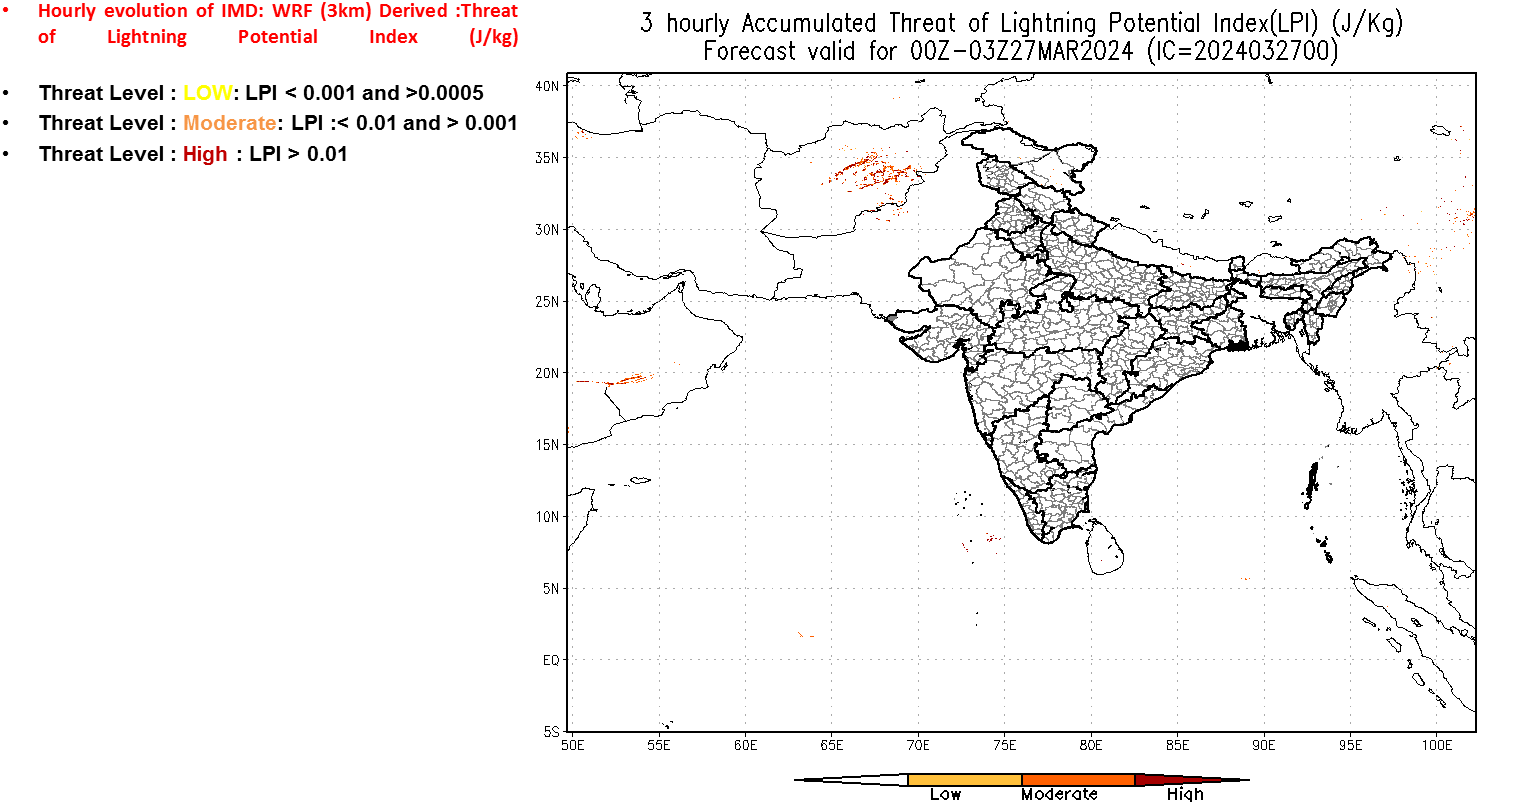 • Hourly evolution of IMD: WRF (3km) Derived :Threat
of Lightning Potential Index (J/kg)
• Threat Level : LOW: LPI < 0.001 and >0.0005
• Threat Level : Moderate: LPI :< 0.01 and > 0.001
• Threat Level : High : LPI > 0.01
3 hourly Accumulated Threat of Lightning Potential Index(LPI) (J/Kg)
Forecast valid for 00Z-03Z27MAR2024 (IC=2024032700)
40N
35N
30N
25N
20N
15N
10N
5N
EQ
5S
50E 55E 60E 65E 70E 75E 80E 85E 90E 95E 100E
Low Moderate High